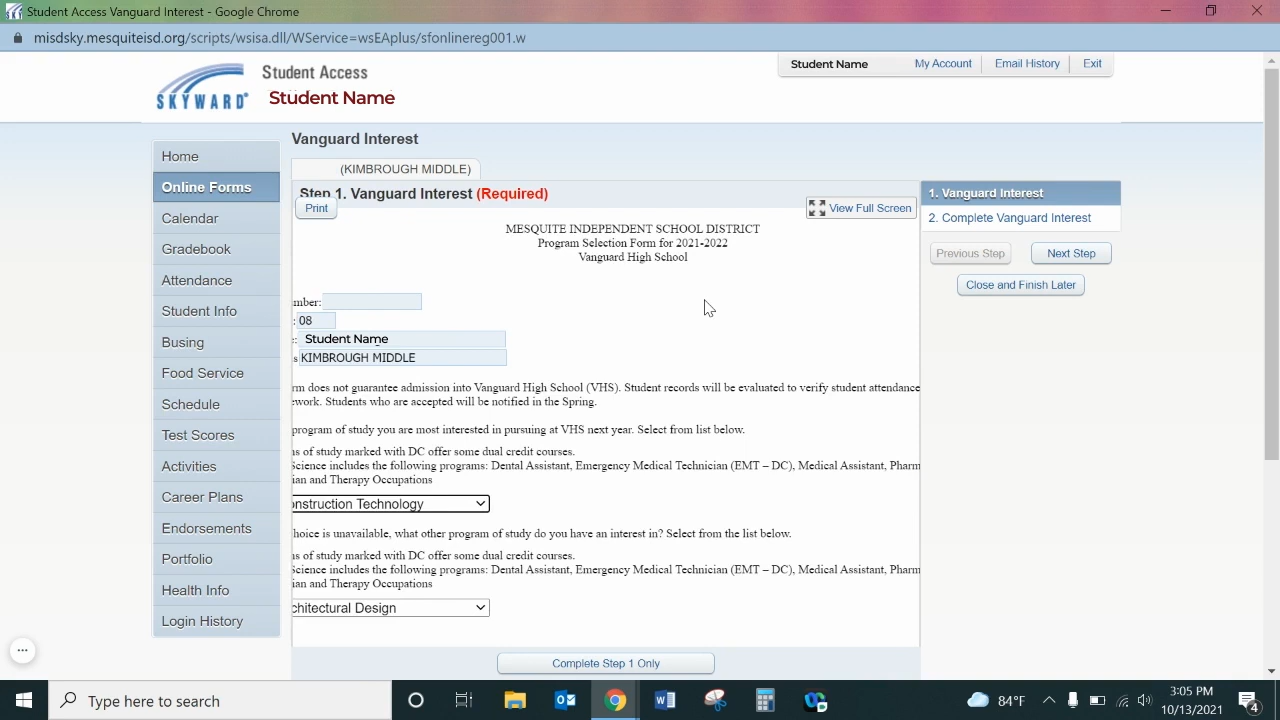 Student Access Skyward - Google Chrome
misdsky.mesquiteisd.org/scripts/wsisa.dll/WService=wsEAplus/sfonlinereg001.w
SKYWARD®
Student Access
Student Name
Student Name My Account Email History Exit
Home
Online Forms
Calendar
Gradebook
Attendance
Student Info
Busing
Food Service
Schedule
Test Scores
Activities
Career Plans
Endorsements
Portfolio
Health Info
Login History
Vanguard Interest
(KIMBROUGH MIDDLE)
Step 1. Vanguard Interest (Required)
Print
View Full Screen
MESQUITE INDEPENDENT SCHOOL DISTRICT
Program Selection Form for 2021-2022
Vanguard High School
mber:
: 08
: Student Name
s KIMBROUGH MIDDLE
rm does not guarantee admission into Vanguard High School (VHS). Student records will be evaluated to verify student attendance
work. Students who are accepted will be notified in the Spring.
program of study you are most interested in pursuing at VHS next year. Select from list below.
s of study marked with DC offer some dual credit courses.
Science includes the following programs: Dental Assistant, Emergency Medical Technician (EMT – DC), Medical Assistant, Pharm
ian and Therapy Occupations
onstruction Technology
hoice is unavailable, what other program of study do you have an interest in? Select from the list below.
s of study marked with DC offer some dual credit courses.
Science includes the following programs: Dental Assistant, Emergency Medical Technician (EMT – DC), Medical Assistant, Pharm
ian and Therapy Occupations
chitectural Design
Complete Step 1 Only
1. Vanguard Interest
2. Complete Vanguard Interest
Previous Step Next Step
Close and Finish Later
Type here to search
84°F
3:05 PM
10/13/2021
4